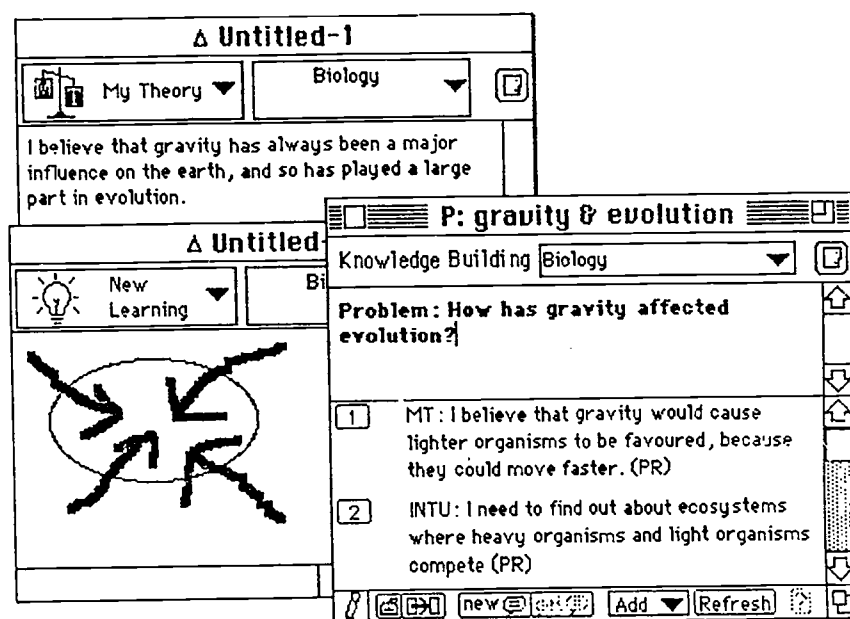 Δ Untitled-1
My Theory
Biology
I believe that gravity has always been a major
influence on the earth, and so has played a large
part in evolution.
Δ Untitled-
New
Learning
Bi
P: gravity & evolution
Knowledge Building
Biology
Problem: How has gravity affected
evolution?
1
MT: I believe that gravity would cause
lighter organisms to be favoured, because
they could move faster. (PR)
2
INTU: I need to find out about ecosystems
where heavy organisms and light organisms
compete (PR)
new
Add
Refresh
?